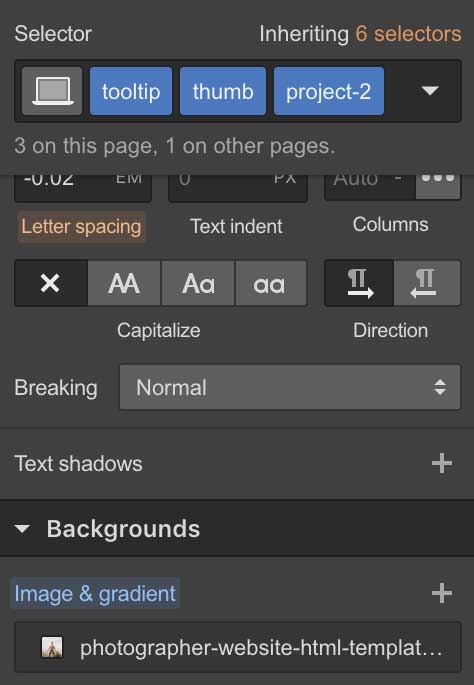 Selector Inheriting 6 selectors
tooltip thumb project-2
3 on this page, 1 on other pages.
-0.02 EM 0 PX Auto -
Letter spacing Text indent Columns
AA Aa aa
Capitalize Direction
Breaking Normal
Text shadows
Backgrounds
Image & gradient
photographer-website-html-templat...